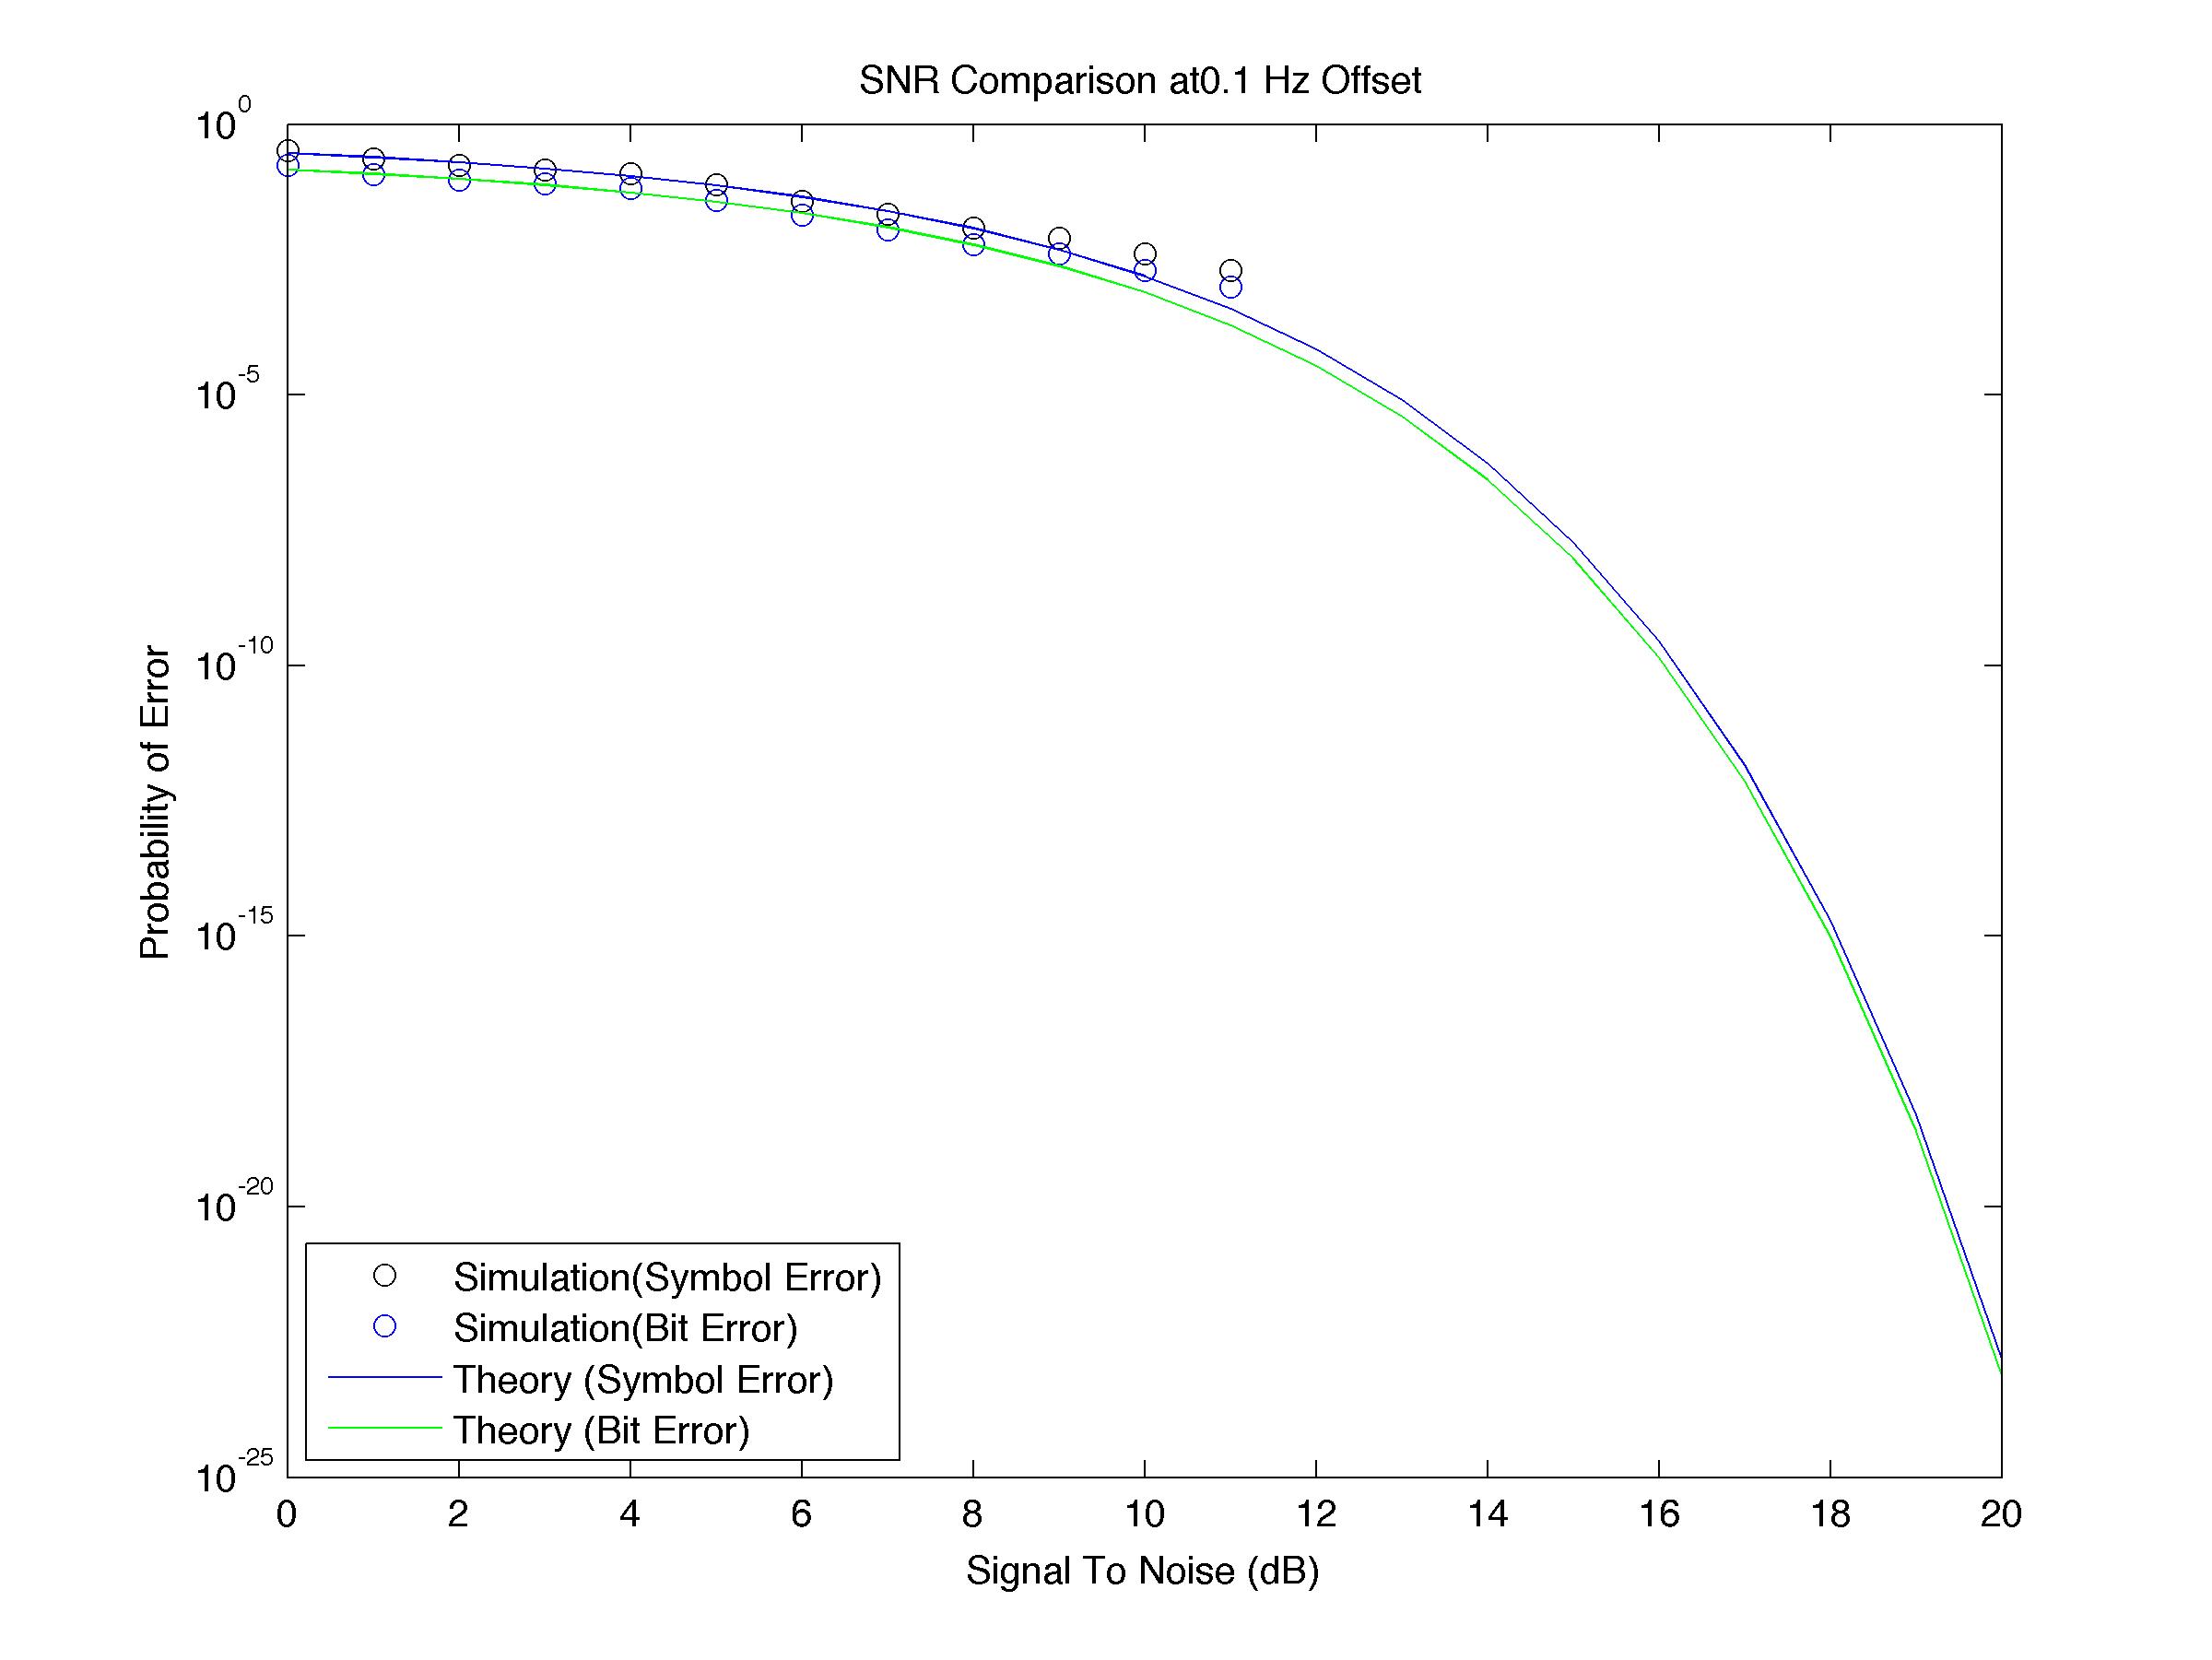 SNR Comparison at0.1 Hz Offset
10^0
10^-5
10^-10
10^-15
10^-20
10^-25
Probability of Error
Simulation(Symbol Error)
Simulation(Bit Error)
Theory (Symbol Error)
Theory (Bit Error)
0 2 4 6 8 10 12 14 16 18 20
Signal To Noise (dB)